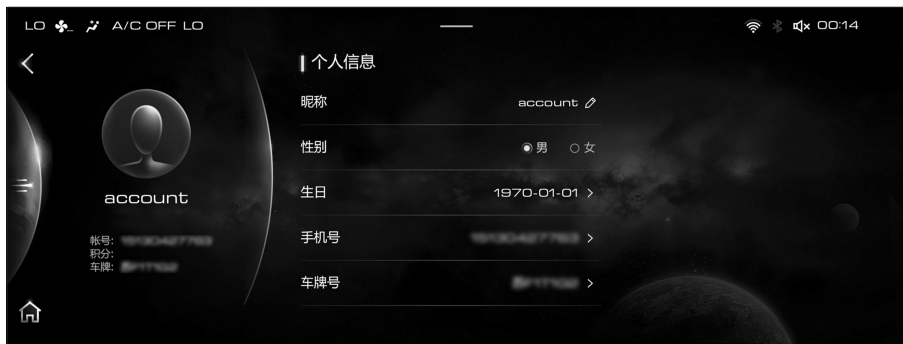 LO A/C OFF LO
00:14
个人信息
昵称 account
性别 男 女
生日 1970-01-01
手机号
车牌号
account
帐号:
积分:
车牌: